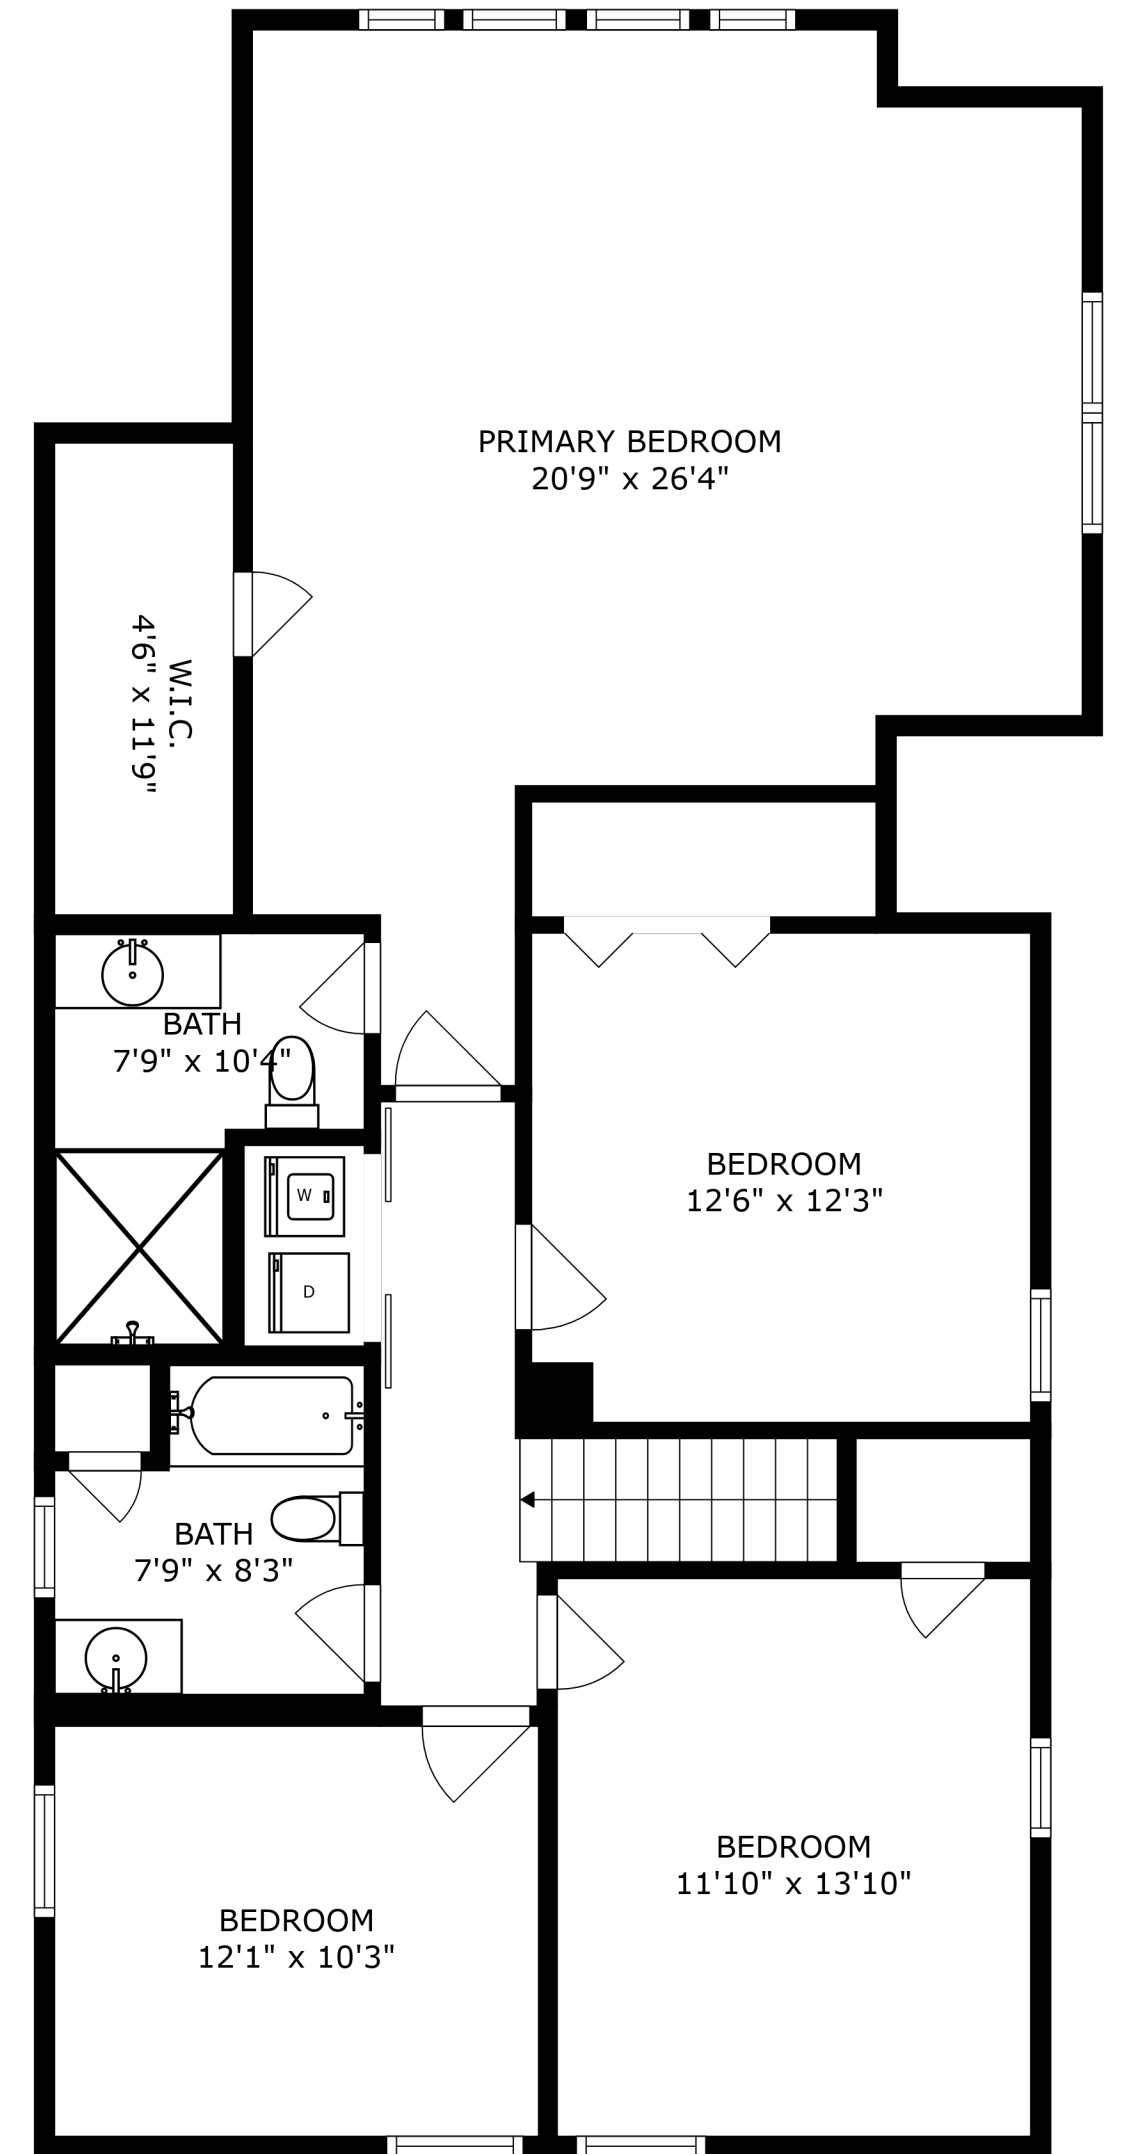 PRIMARY BEDROOM
20'9" x 26'4"
W.I.C.
4'6" x 11'9"
BATH
7'9" x 10'4"
W
D
BEDROOM
12'6" x 12'3"
BATH
7'9" x 8'3"
BEDROOM
11'10" x 13'10"
BEDROOM
12'1" x 10'3"